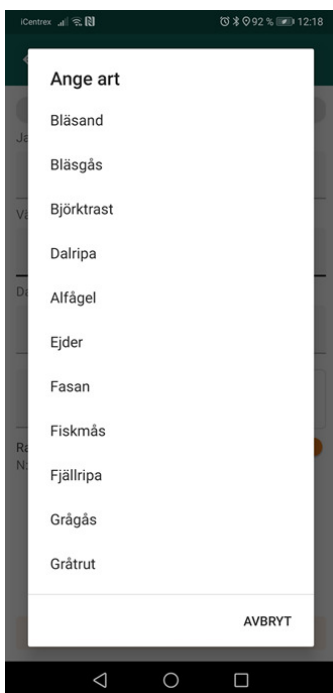 iCentrex 92 % 12:18
Ange art
Bläsand
Bläsgås
Björktrast
Dalripa
Alfågel
Ejder
Fasan
Fiskmås
Fjällripa
Grågås
Gråtrut
AVBRYT